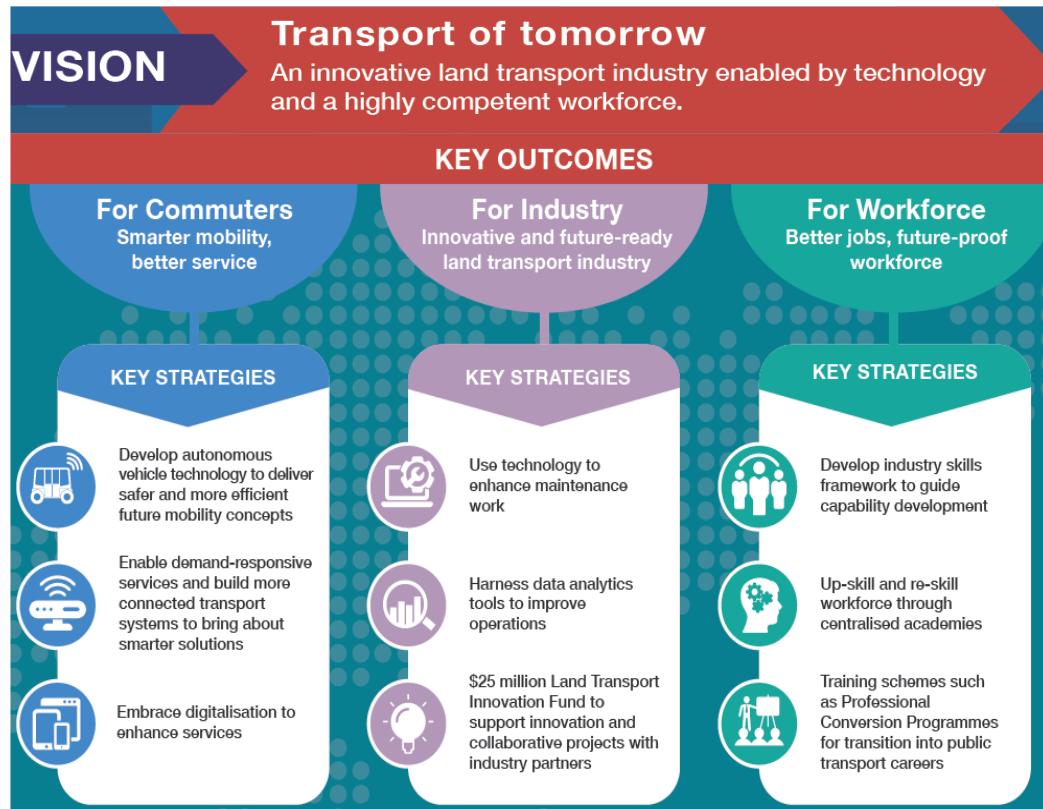 VISION
Transport of tomorrow
An innovative land transport industry enabled by technology
and a highly competent workforce.
KEY OUTCOMES
For Commuters
Smarter mobility,
better service
KEY STRATEGIES
Develop autonomous
vehicle technology to deliver
safer and more efficient
future mobility concepts
Enable demand-responsive
services and build more
connected transport
systems to bring about
smarter solutions
Embrace digitalisation to
enhance services
For Industry
Innovative and future-ready
land transport industry
KEY STRATEGIES
Use technology to
enhance maintenance
work
Harness data analytics
tools to improve
operations
$25 million Land Transport
Innovation Fund to
support innovation and
collaborative projects with
industry partners
For Workforce
Better jobs, future-proof
workforce
KEY STRATEGIES
Develop industry skills
framework to guide
capability development
Up-skill and re-skill
workforce through
centralised academies
Training schemes such
as Professional
Conversion Programmes
for transition into public
transport careers